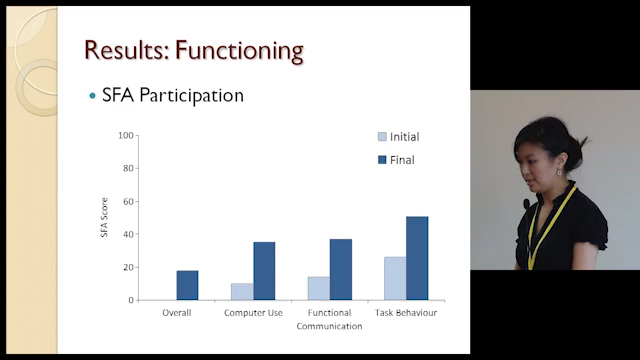 Results: Functioning
• SFA Participation
100
80
60
40
20
0
SFA Score
Initial
Final
Overall
Computer Use
Functional
Communication
Task Behaviour